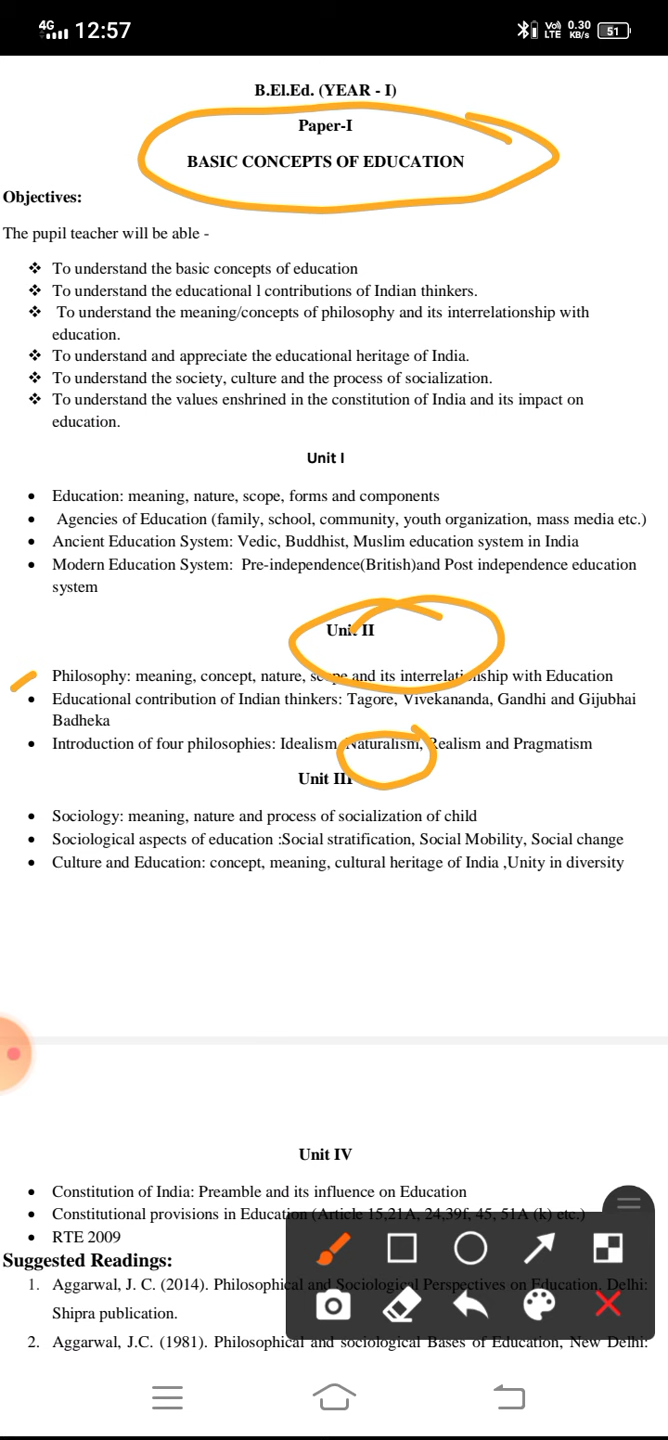 4G 12:57 Vo) LTE 0.30 KB/s 51
B.El.Ed. (YEAR - I)
Paper-I
BASIC CONCEPTS OF EDUCATION
Objectives:
The pupil teacher will be able -
❖ To understand the basic concepts of education
❖ To understand the educational l contributions of Indian thinkers.
❖ To understand the meaning/concepts of philosophy and its interrelationship with
education.
❖ To understand and appreciate the educational heritage of India.
❖ To understand the society, culture and the process of socialization.
❖ To understand the values enshrined in the constitution of India and its impact on
education.
Unit I
• Education: meaning, nature, scope, forms and components
• Agencies of Education (family, school, community, youth organization, mass media etc.)
• Ancient Education System: Vedic, Buddhist, Muslim education system in India
• Modern Education System: Pre-independence(British)and Post independence education
system
Unit II
Philosophy: meaning, concept, nature, scope and its interrelationship with Education
• Educational contribution of Indian thinkers: Tagore, Vivekananda, Gandhi and Gijubhai
Badheka
• Introduction of four philosophies: Idealism, Naturalism, Realism and Pragmatism
Unit III
• Sociology: meaning, nature and process of socialization of child
• Sociological aspects of education :Social stratification, Social Mobility, Social change
• Culture and Education: concept, meaning, cultural heritage of India ,Unity in diversity
Unit IV
• Constitution of India: Preamble and its influence on Education
• Constitutional provisions in Education (Article 15,21A, 24,39f, 45, 51A (k) etc.)
• RTE 2009
Suggested Readings:
1. Aggarwal, J. C. (2014). Philosophical and Sociological Perspectives on Education. Delhi:
Shipra publication.
2. Aggarwal, J.C. (1981). Philosophical and sociological Bases of Education, New Delhi: